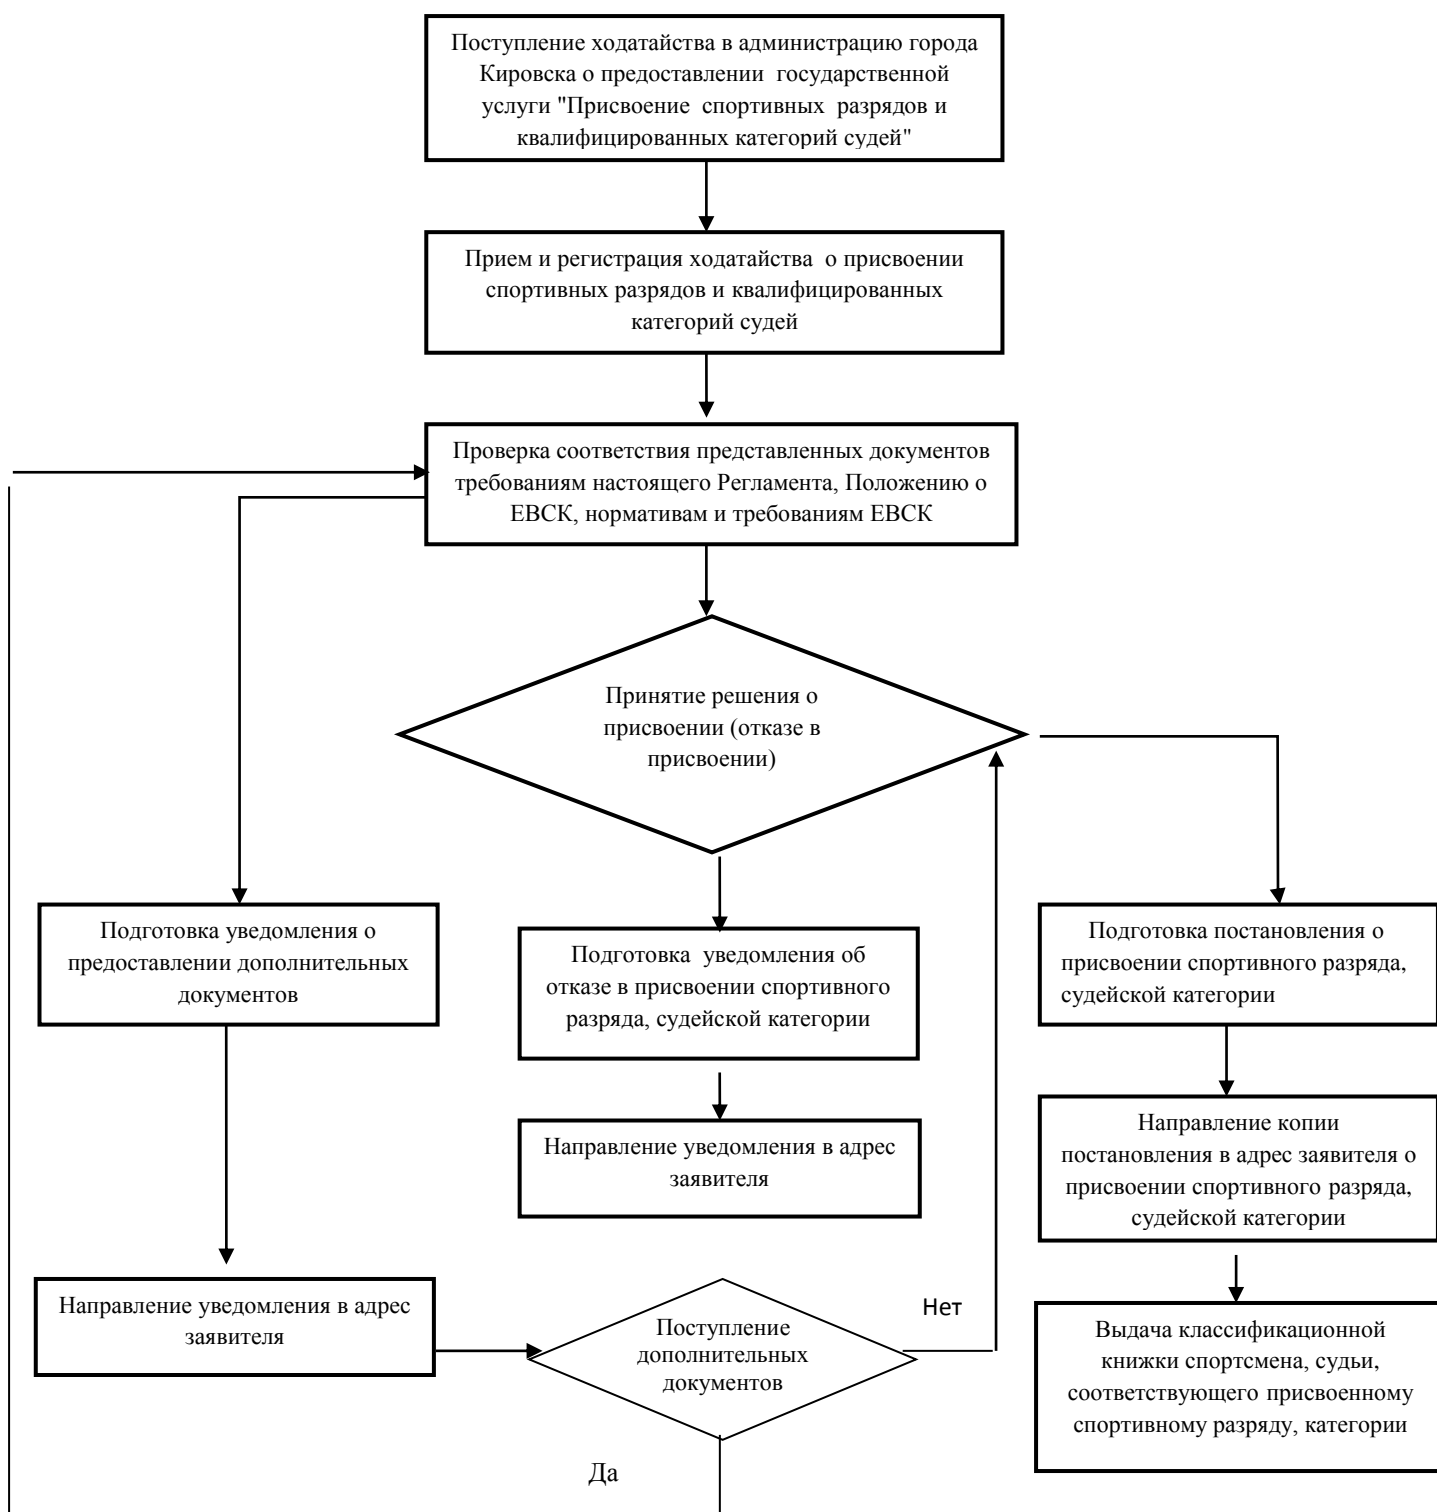 Поступление ходатайства в администрацию города
Кировска о предоставлении государственной
услуги "Присвоение спортивных разрядов и
квалифицированных категорий судей"
Прием и регистрация ходатайства о присвоении
спортивных разрядов и квалифицированных
категорий судей
Проверка соответствия представленных документов
требованиям настоящего Регламента, Положению о
ЕВСК, нормативам и требованиям ЕВСК
Принятие решения о
присвоении (отказе в
присвоении)
Подготовка уведомления о
предоставлении дополнительных
документов
Подготовка уведомления об
отказе в присвоении спортивного
разряда, судейской категории
Подготовка постановления о
присвоении спортивного разряда,
судейской категории
Направление уведомления в адрес
заявителя
Направление копии
постановления в адрес заявителя о
присвоении спортивного разряда,
судейской категории
Направление уведомления в адрес
заявителя
Поступление
дополнительных
документов
Нет
Выдача классификационной
книжки спортсмена, судьи,
соответствующего присвоенному
спортивному разряду, категории
Да